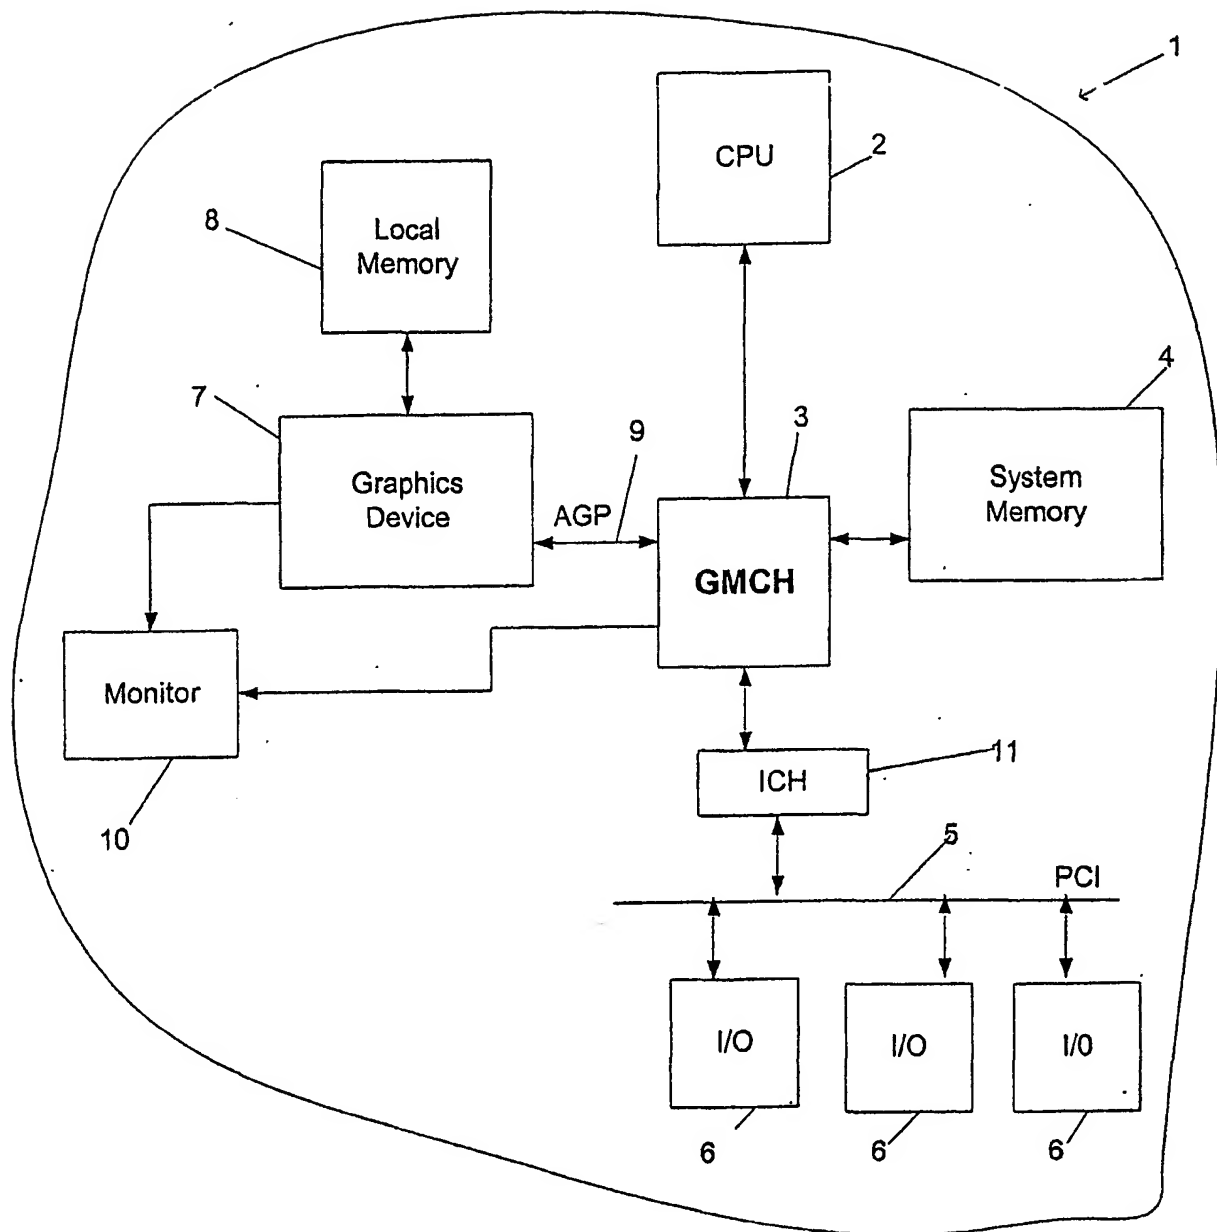 1
CPU
2
Local
Memory
8
7
Graphics
Device
9
AGP
3
GMCH
4
System
Memory
Monitor
10
ICH
11
5
PCI
I/O
I/O
I/0
6
6
6